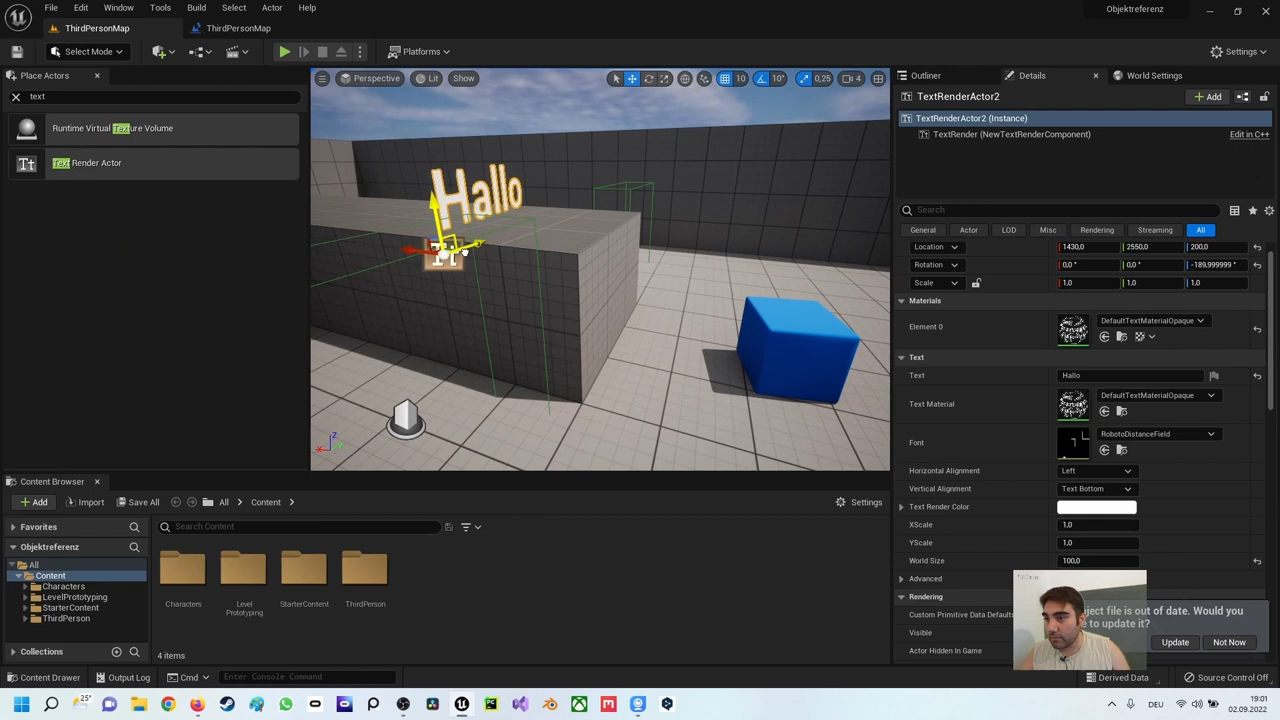 File Edit Window Tools Build Select Actor Help
Objektreferenz
ThirdPersonMap
ThirdPersonMap
Select Mode
Platforms
Settings
Place Actors
text
Runtime Virtual Texture Volume
Text Render Actor
Perspective
Lit
Show
10
10°
0,25
4
Hallo
Outliner
Details
World Settings
TextRenderActor2
Add
TextRenderActor2 (Instance)
TextRender (NewTextRenderComponent)
Edit in C++
Search
General
Actor
LOD
Misc
Rendering
Streaming
All
Location
1430,0
2550,0
200,0
Rotation
0,0 °
0,0 °
-189,999999 °
Scale
1,0
1,0
1,0
Materials
Element 0
DefaultTextMaterialOpaque
Text
Text
Hallo
Text Material
DefaultTextMaterialOpaque
Font
RobotoDistanceField
Horizontal Alignment
Left
Vertical Alignment
Text Bottom
Text Render Color
XScale
1,0
YScale
1,0
World Size
100,0
Advanced
Rendering
Custom Primitive Data Defaults
Visible
Actor Hidden In Game
ject file is out of date. Would you
e to update it?
Update
Not Now
Content Browser
Add
Import
Save All
All
Content
Settings
Favorites
Search Content
Objektreferenz
All
Content
Characters
LevelPrototyping
StarterContent
ThirdPerson
Characters
Level
Prototyping
StarterContent
ThirdPerson
Collections
4 items
Content Drawer
Output Log
Cmd
Enter Console Command
Derived Data
Source Control Off
25°
DEU
19:01
02.09.2022